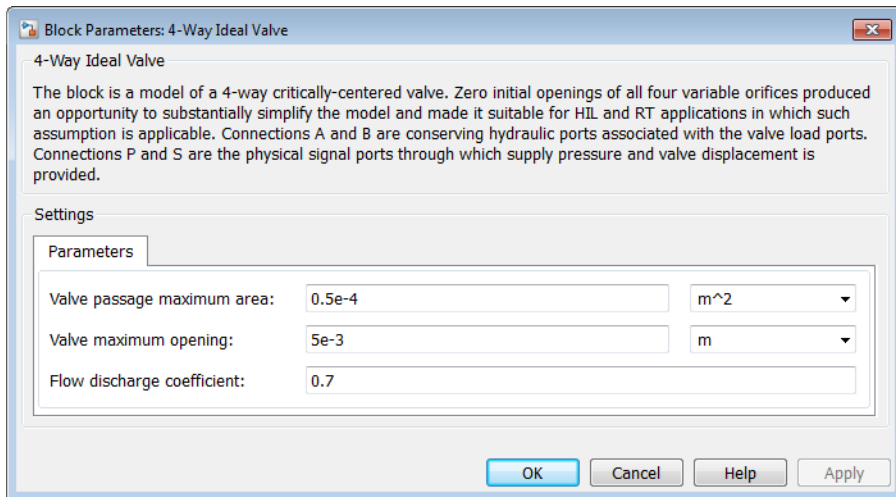 Block Parameters: 4-Way Ideal Valve
4-Way Ideal Valve
The block is a model of a 4-way critically-centered valve. Zero initial openings of all four variable orifices produced
an opportunity to substantially simplify the model and made it suitable for HIL and RT applications in which such
assumption is applicable. Connections A and B are conserving hydraulic ports associated with the valve load ports.
Connections P and S are the physical signal ports through which supply pressure and valve displacement is
provided.
Settings
Parameters
Valve passage maximum area: 0.5e-4 m^2
Valve maximum opening: 5e-3 m
Flow discharge coefficient: 0.7
OK Cancel Help Apply